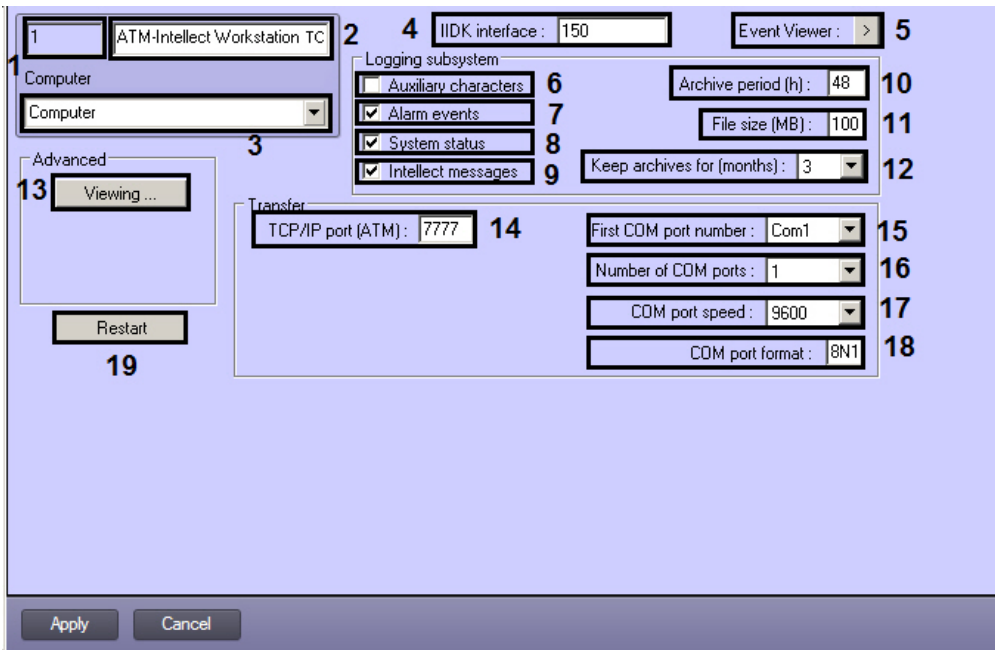 1 ATM-Intellect Workstation TC 2 4 IIDK interface : 150 Event Viewer : > 5
1
Computer
Computer
3
Logging subsystem
Auxiliary characters 6 Archive period (h) : 48 10
Alarm events 7 File size (MB) : 100 11
System status 8
Intellect messages 9 Keep archives for (months) : 3 12
Advanced
13 Viewing ...
Transfer
TCP/IP port (ATM) : 7777 14 First COM port number : Com1 15
Number of COM ports : 1 16
COM port speed : 9600 17
COM port format : 8N1 18
Restart
19
Apply Cancel